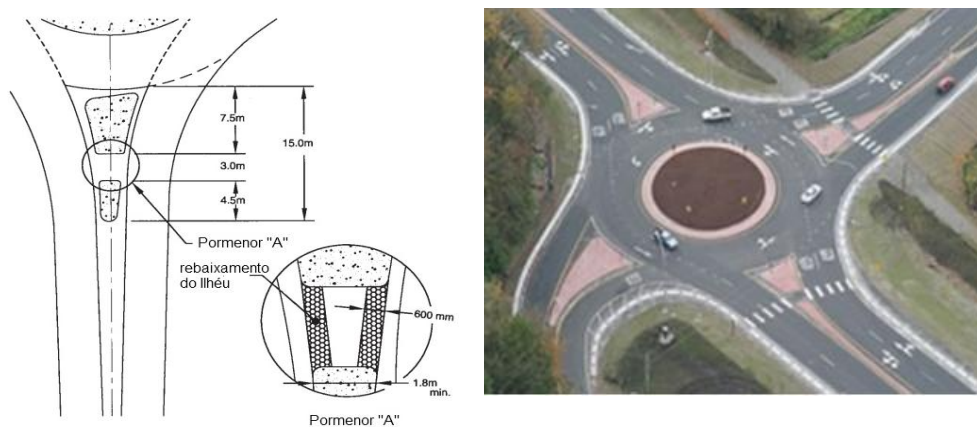 7.5m
15.0m
3.0m
4.5m
Pormenor "A"
rebaixamento
do Ilhéu
600 mm
1.8m
min.
Pormenor "A"